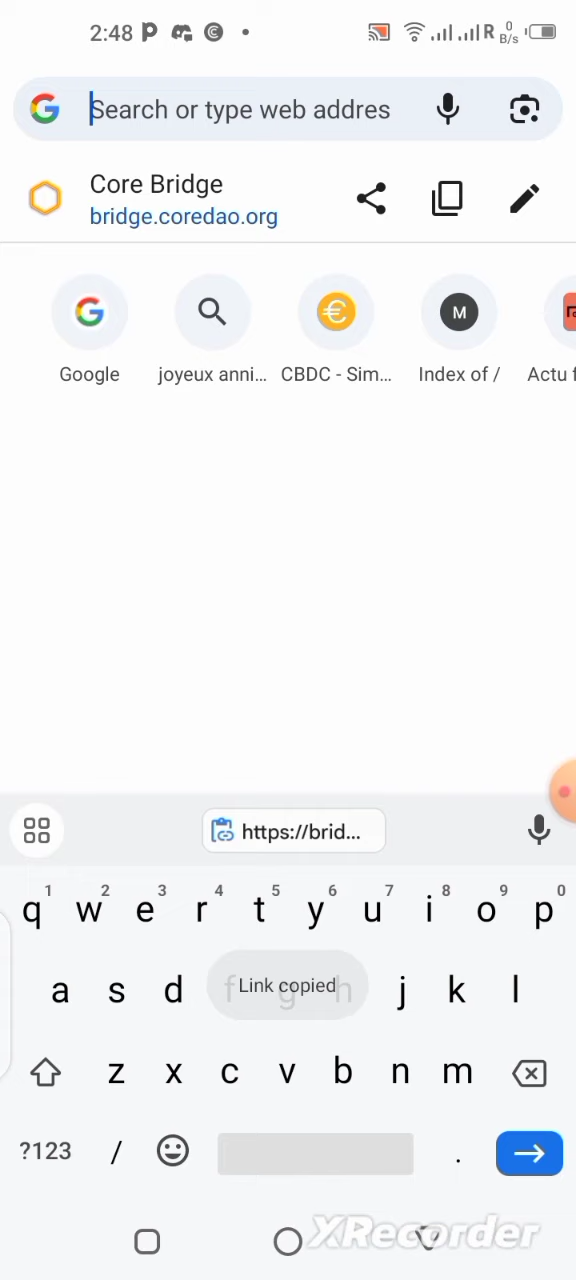 2:48 R 0 B/s
Search or type web addres
Core Bridge
bridge.coredao.org
M
Google joyeux anni... CBDC - Sim... Index of / Actu f
https://brid...
1 2 3 4 5 6 7 8 9 0
q w e r t y u i o p
a s d f g h j k l
Link copied
z x c v b n m
?123 / .
XRecorder